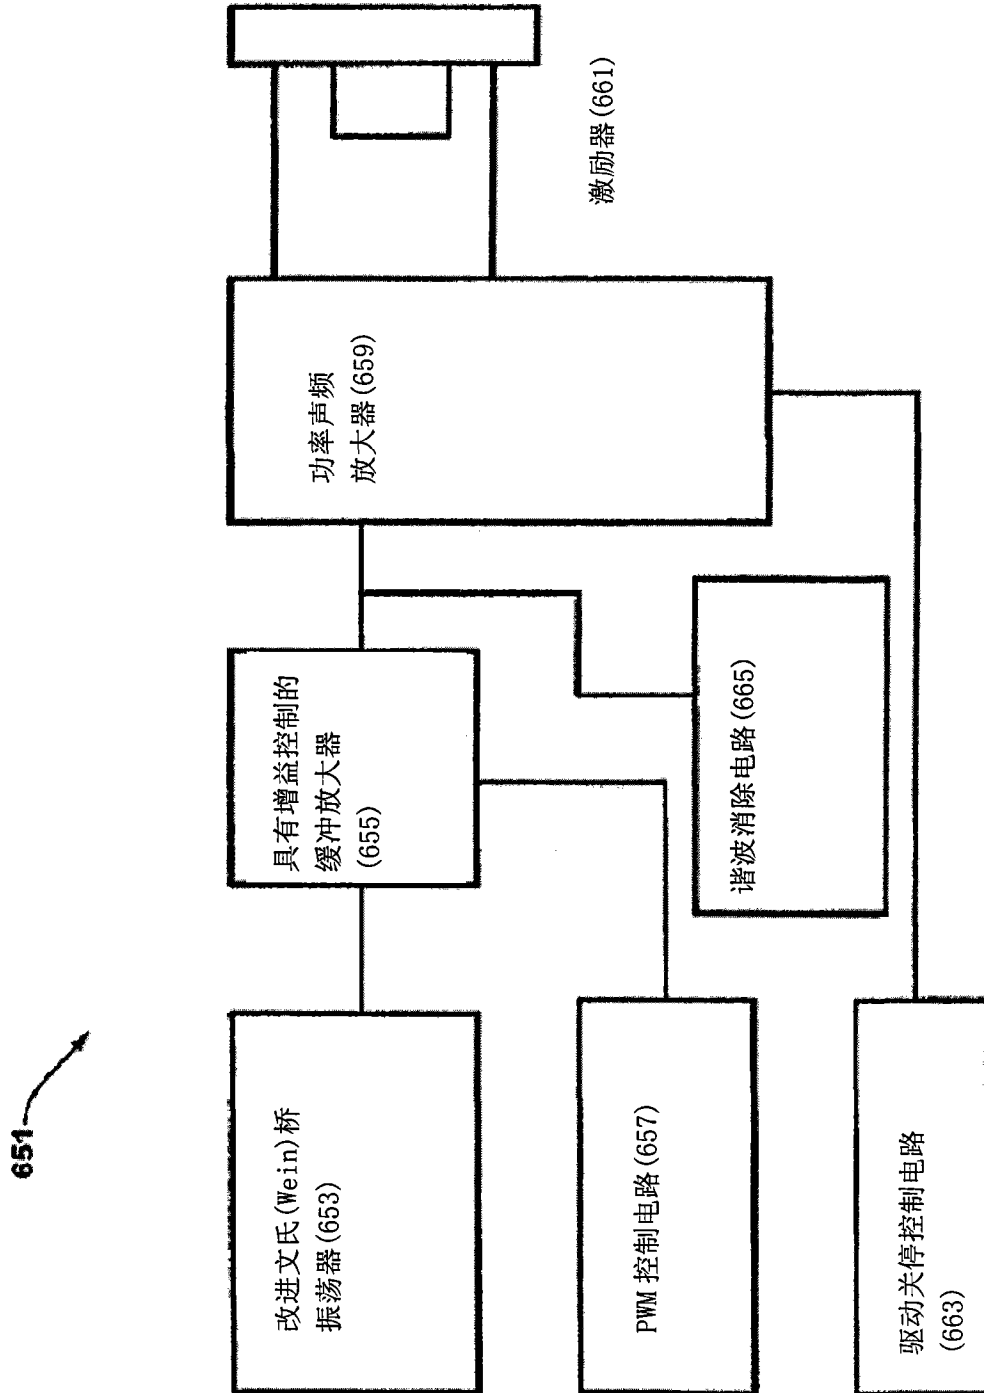 651
改进文氏(Wein)桥
振荡器(653)
具有增益控制的
缓冲放大器
(655)
功率声频
放大器(659)
激励器(661)
PWM 控制电路(657)
谐波消除电路(665)
驱动关停控制电路
(663)